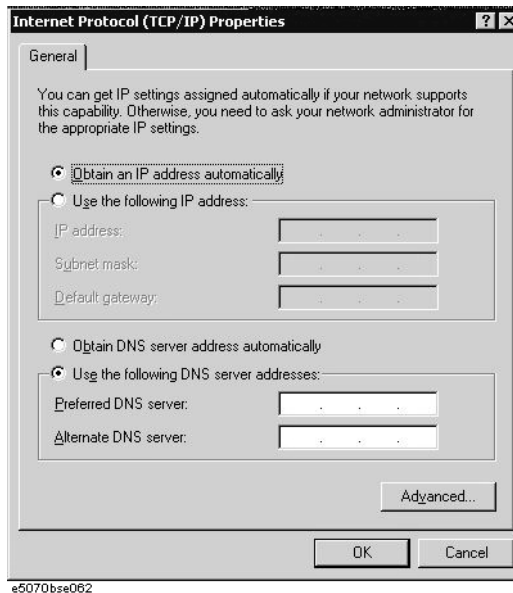 Internet Protocol (TCP/IP) Properties
General
You can get IP settings assigned automatically if your network supports
this capability. Otherwise, you need to ask your network administrator for
the appropriate IP settings.
Obtain an IP address automatically
Use the following IP address:
IP address:
Subnet mask:
Default gateway:
Obtain DNS server address automatically
Use the following DNS server addresses:
Preferred DNS server:
Alternate DNS server:
Advanced...
OK Cancel
e5070bse062